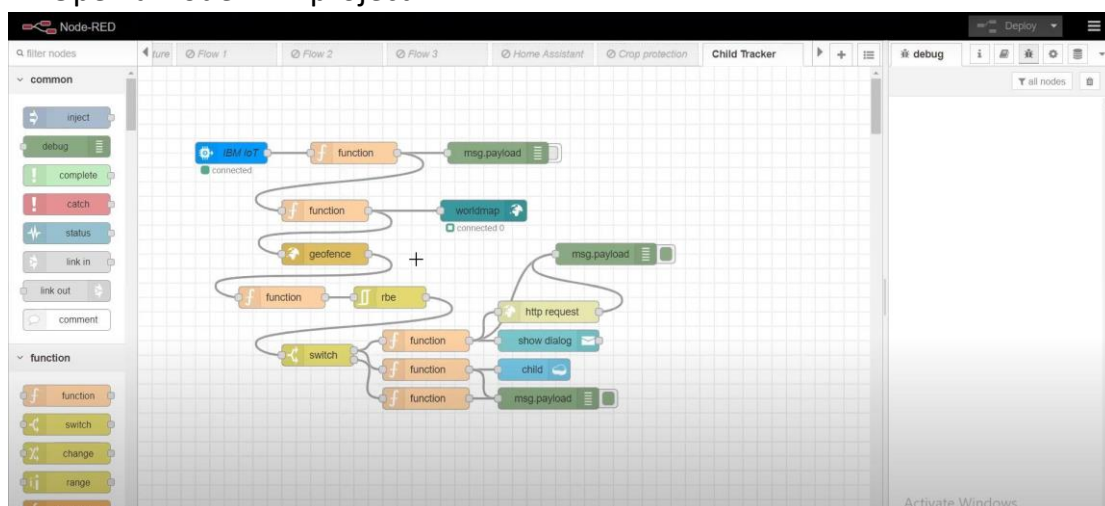 Node-RED
Deploy
filter nodes
ture
Flow 1
Flow 2
Flow 3
Home Assistant
Crop protection
Child Tracker
debug
i
all nodes
common
inject
debug
complete
catch
status
link in
link out
comment
function
function
switch
change
range
IBM IoT
connected
function
msg.payload
function
worldmap
connected 0
geofence
msg.payload
function
rbe
http request
switch
function
show dialog
function
child
function
msg.payload
Activate Windows